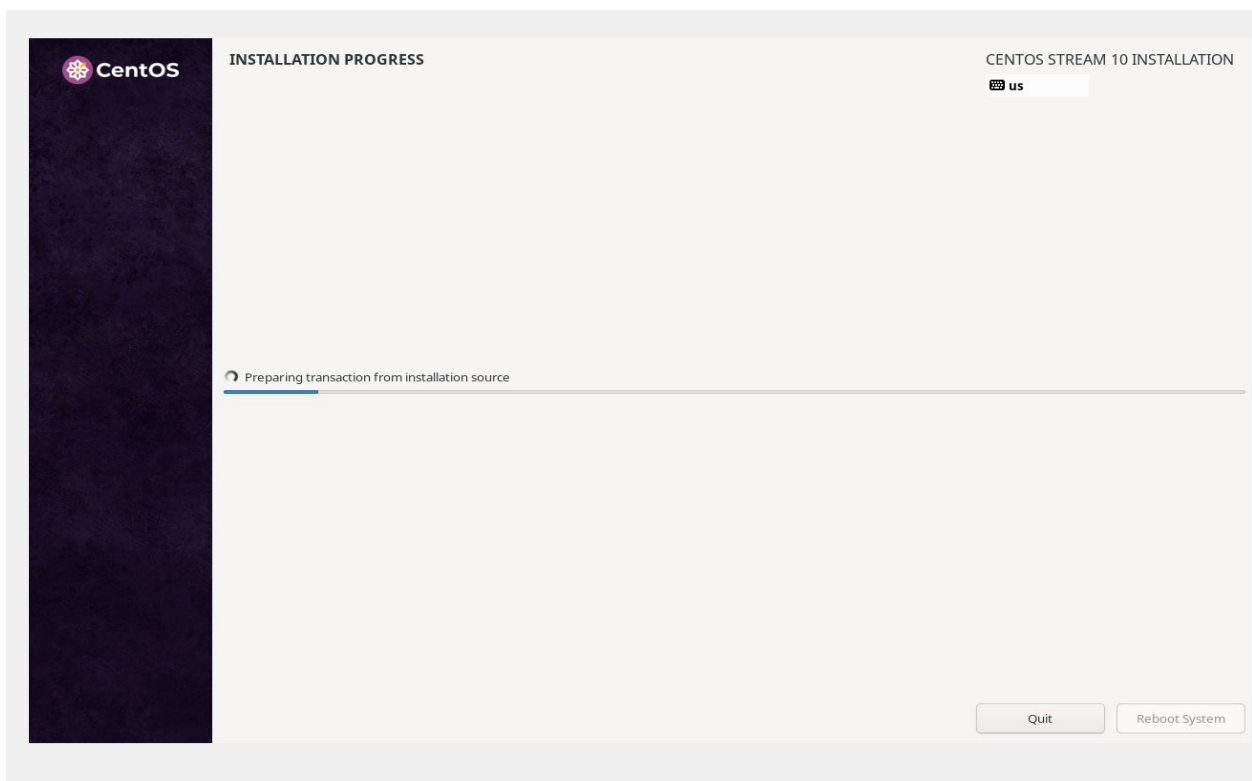 CentOS
INSTALLATION PROGRESS
CENTOS STREAM 10 INSTALLATION
us
Preparing transaction from installation source
Quit
Reboot System